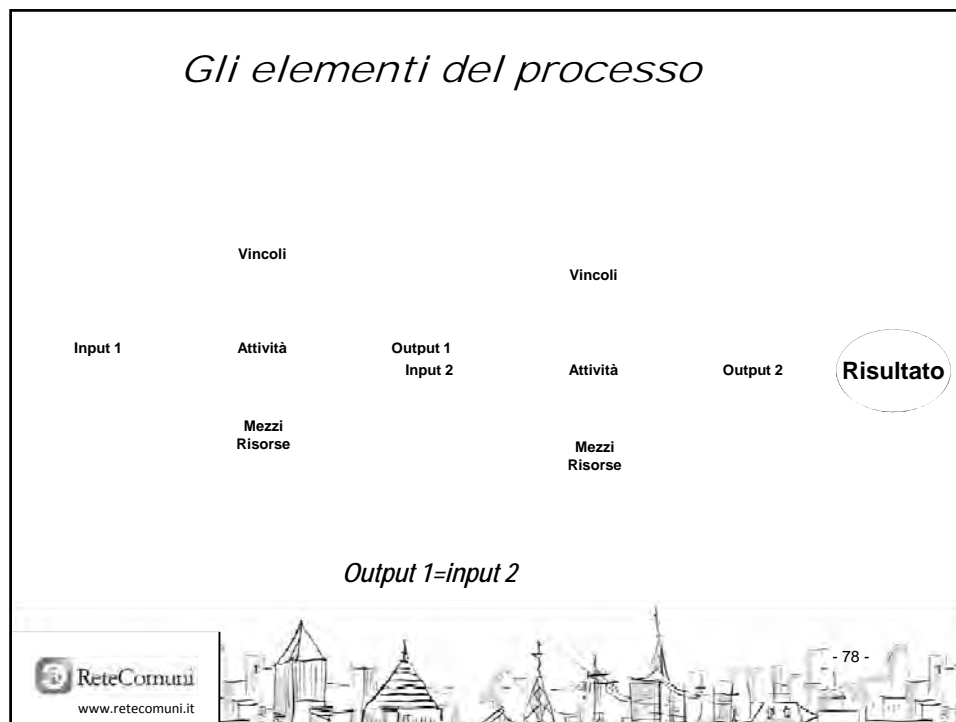 Gli elementi del processo
Vincoli
Vincoli
Input 1
Attività
Output 1
Input 2
Attività
Output 2
Risultato
Mezzi
Risorse
Mezzi
Risorse
Output 1=input 2
- 78 -
ReteComuni
www.retecomuni.it